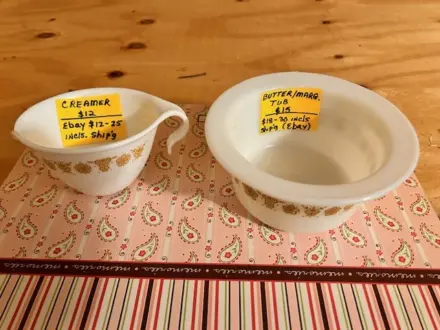 CREAMER
$12
Ebay $12-25
incls. Ship'g
BUTTER/MARG.
TUB
$15
$18-30 incls.
Ship'g (Ebay)